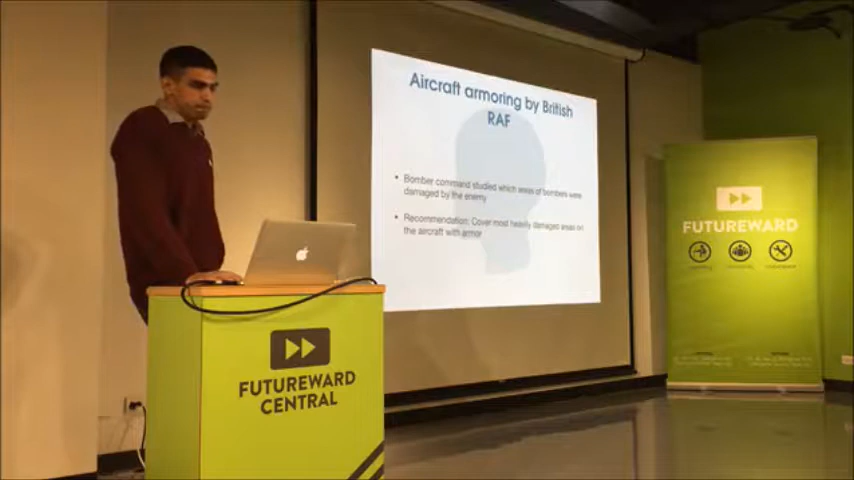 Aircraft armoring by British
RAF
• Bomber command studied which areas of bombers were
damaged by the enemy
• Recommendation: Cover most heavily damaged areas on
the aircraft with armor
FUTUREWARD
CENTRAL
FUTUREWARD